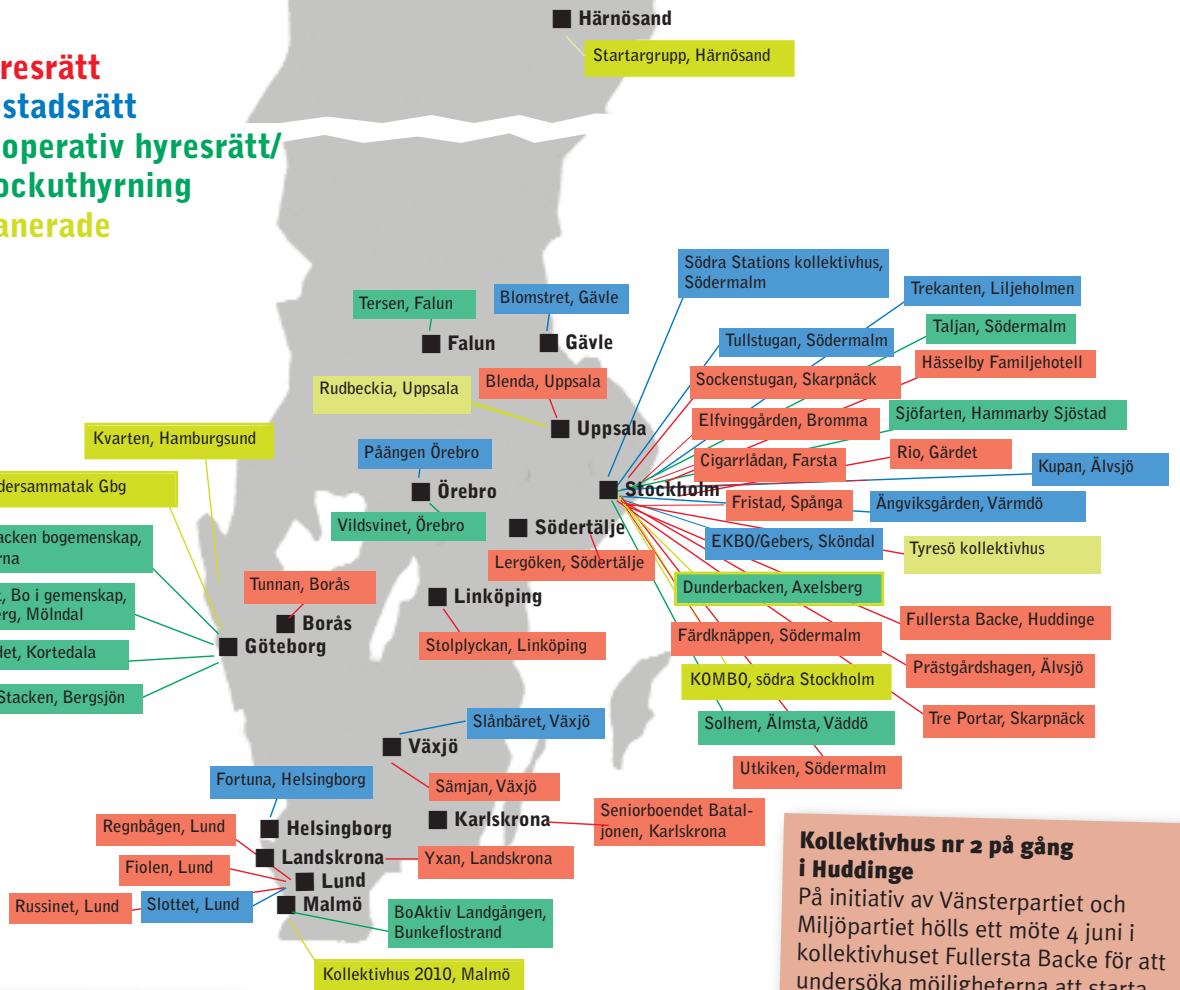 Härnösand
Startargrupp, Härnösand
resrätt
stadsrätt
operativ hyresrätt/
ockuthyrning
anerade
Södra Stations kollektivhus,
Södermalm
Trekanten, Liljeholmen
Tersen, Falun
Blomstret, Gävle
Taljan, Södermalm
Falun
Gävle
Tullstugan, Södermalm
Hässelby Familjehotell
Rudbeckia, Uppsala
Blenda, Uppsala
Sockenstugan, Skarpnäck
Sjöfarten, Hammarby Sjöstad
Elfvinggården, Bromma
Uppsala
Kvarten, Hamburgsund
Påängen Örebro
Cigarrlådan, Farsta
Rio, Gärdet
Kupan, Älvsjö
dersammatak Gbg
Örebro
Stockholm
Fristad, Spånga
Ängviksgården, Värmdö
Vildsvinet, Örebro
Södertälje
EKBO/Gebers, Sköndal
Tyresö kollektivhus
acken bogemenskap,
rna
Lergöken, Södertälje
Tunnan, Borås
Dunderbacken, Axelsberg
, Bo i gemenskap,
erg, Mölndal
Linköping
Borås
Fullersta Backe, Huddinge
Göteborg
Stolplyckan, Linköping
Färdknäppen, Södermalm
det, Kortedala
Prästgårdshagen, Älvsjö
KOMBO, södra Stockholm
Stacken, Bergsjön
Slånbäret, Växjö
Solhem, Älmsta, Väddö
Tre Portar, Skarpnäck
Växjö
Utkiken, Södermalm
Fortuna, Helsingborg
Sämjan, Växjö
Regnbågen, Lund
Helsingborg
Karlskrona
Seniorboendet Batal-
jonen, Karlskrona
Landskrona
Yxan, Landskrona
Fiolen, Lund
Lund
Russinet, Lund
Slottet, Lund
Malmö
BoAktiv Landgången,
Bunkeflostrand
Kollektivhus 2010, Malmö
Kollektivhus nr 2 på gång
i Huddinge
På initiativ av Vänsterpartiet och
Miljöpartiet hölls ett möte 4 juni i
kollektivhuset Fullersta Backe för att
undersöka möjligheterna att starta